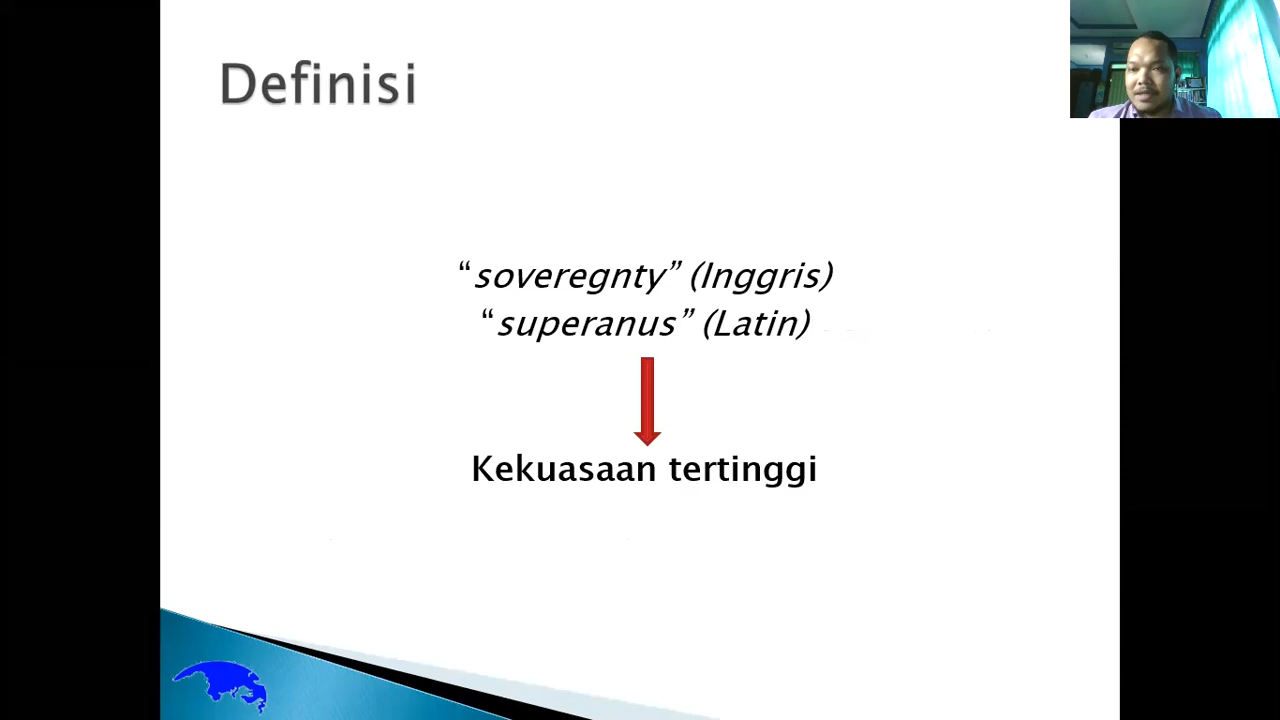 Definisi
“soveregnty” (Inggris)
“superanus” (Latin)
Kekuasaan tertinggi